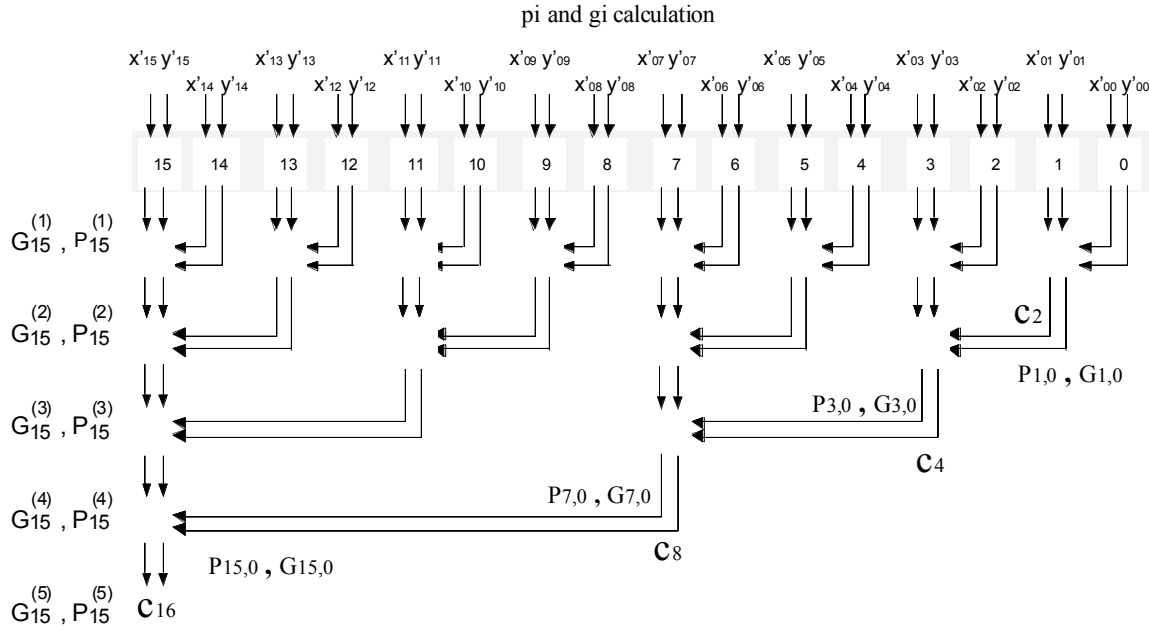 pi and gi calculation
x'15 y'15 x'13 y'13 x'11 y'11 x'09 y'09 x'07 y'07 x'05 y'05 x'03 y'03 x'01 y'01
x'14 y'14 x'12 y'12 x'10 y'10 x'08 y'08 x'06 y'06 x'04 y'04 x'02 y'02 x'00 y'00
15 14 13 12 11 10 9 8 7 6 5 4 3 2 1 0
G15(1) , P15(1)
G15(2) , P15(2)
c2
P1,0 , G1,0
G15(3) , P15(3)
P3,0 , G3,0
c4
G15(4) , P15(4)
P7,0 , G7,0
c8
P15,0 , G15,0
G15(5) , P15(5)
c16